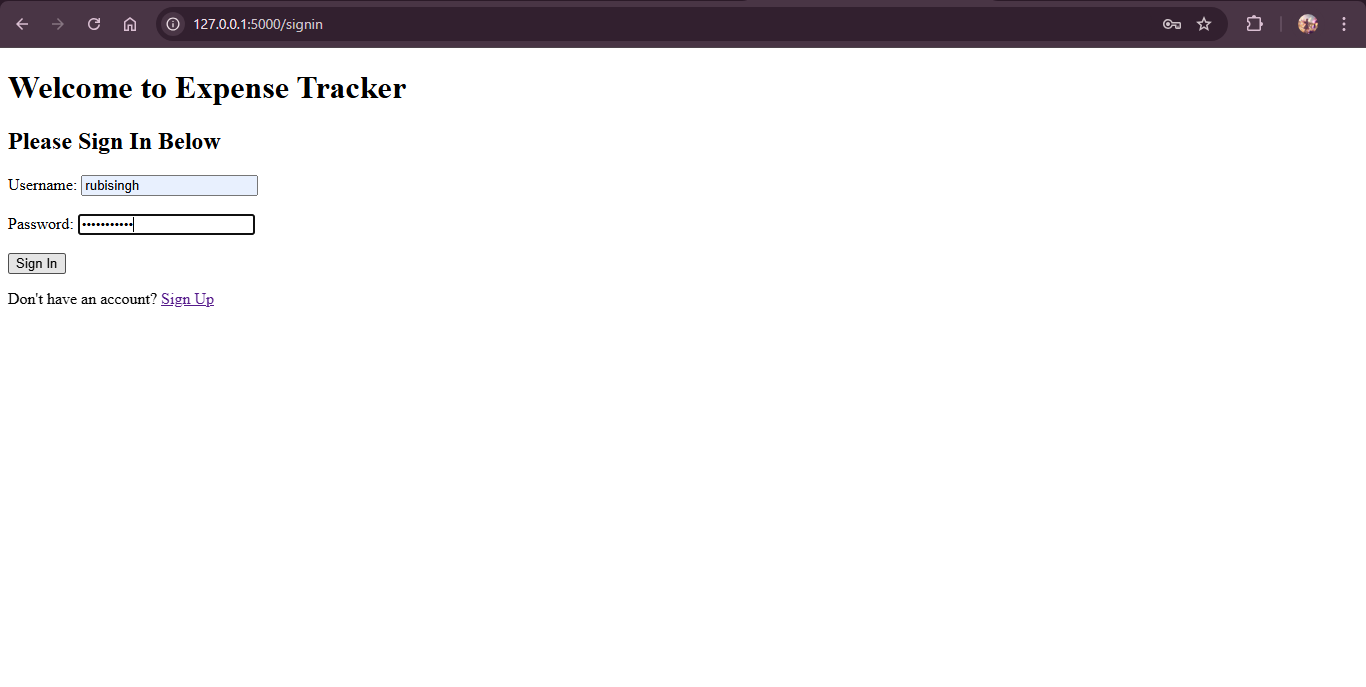 127.0.0.1:5000/signin
Welcome to Expense Tracker
Please Sign In Below
Username: rubisingh
Password: •••••••••••
Sign In
Don't have an account? Sign Up